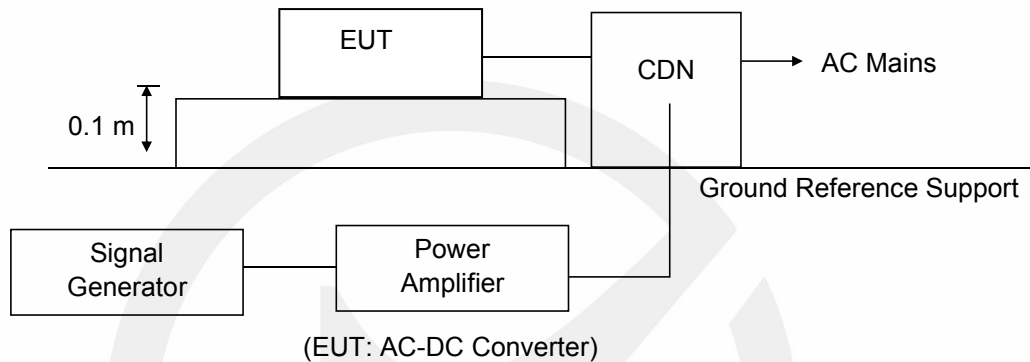 EUT
CDN
AC Mains
0.1 m
Ground Reference Support
Signal
Generator
Power
Amplifier
(EUT: AC-DC Converter)